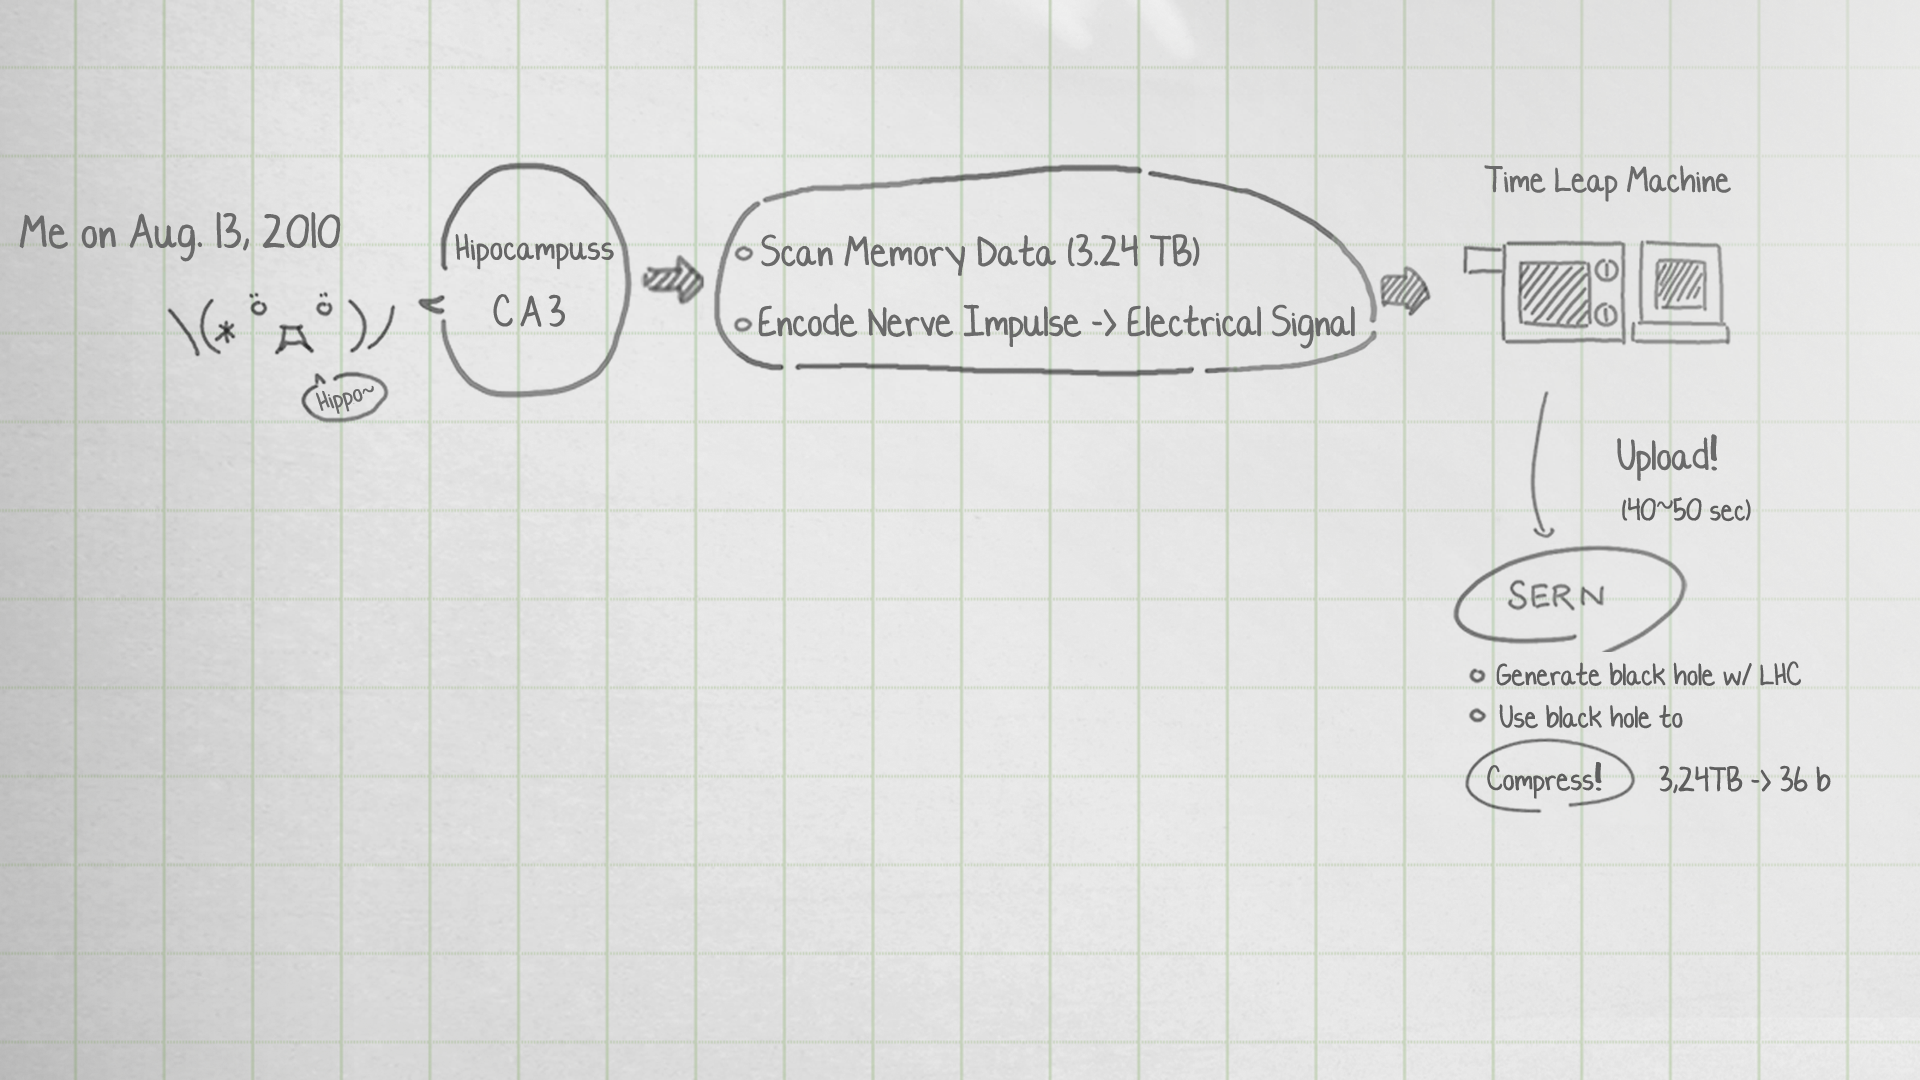 Me on Aug. 13, 2010
\(* ö 口 ö )/
Hippo~
Hipocampuss
CA3
Scan Memory Data (3.24 TB)
Encode Nerve Impulse -> Electrical Signal
Time Leap Machine
Upload!
(40~50 sec)
SERN
Generate black hole w/ LHC
Use black hole to
Compress! 3,24TB -> 36 b